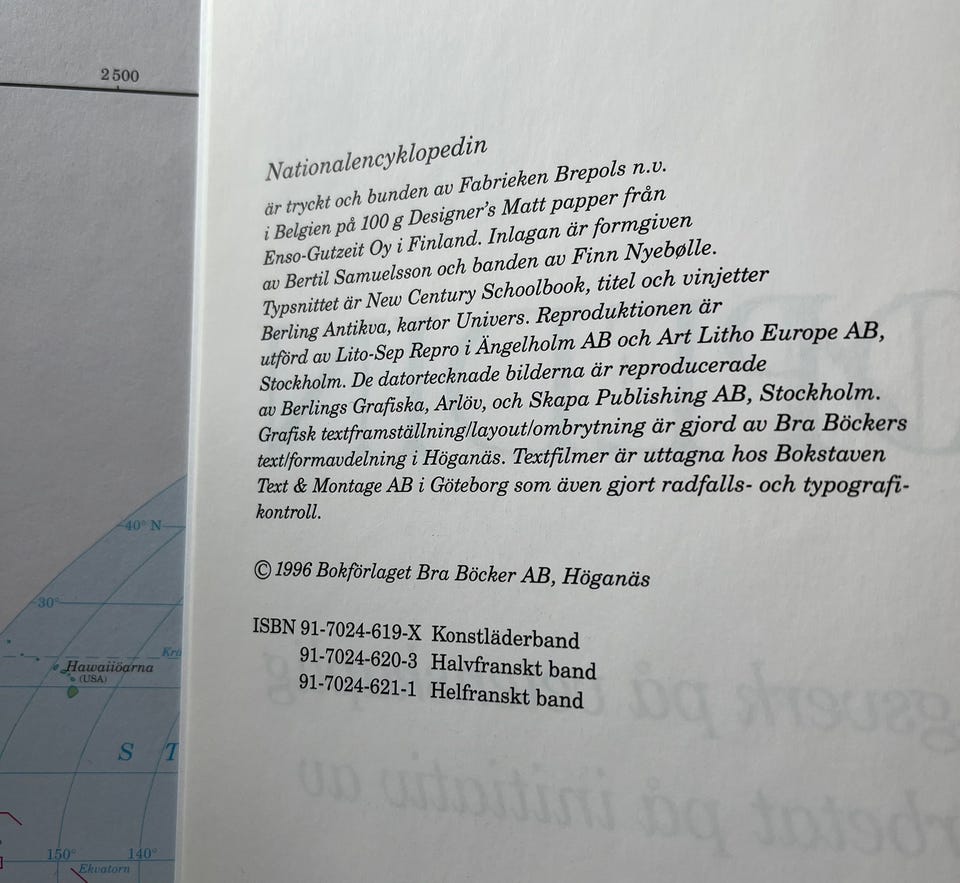 2 500
40° N
30°
Krä
Hawaiiöarna
(USA)
S T
150° 140°
Ekvatorn
Nationalencyklopedin
är tryckt och bunden av Fabrieken Brepols n.v.
i Belgien på 100 g Designer's Matt papper från
Enso-Gutzeit Oy i Finland. Inlagan är formgiven
av Bertil Samuelsson och banden av Finn Nyebølle.
Typsnittet är New Century Schoolbook, titel och vinjetter
Berling Antikva, kartor Univers. Reproduktionen är
utförd av Lito-Sep Repro i Ängelholm AB och Art Litho Europe AB,
Stockholm. De datortecknade bilderna är reproducerade
av Berlings Grafiska, Arlöv, och Skapa Publishing AB, Stockholm.
Grafisk textframställning/layout/ombrytning är gjord av Bra Böckers
text/formavdelning i Höganäs. Textfilmer är uttagna hos Bokstaven
Text & Montage AB i Göteborg som även gjort radfalls- och typografi-
kontroll.
© 1996 Bokförlaget Bra Böcker AB, Höganäs
ISBN 91-7024-619-X Konstläderband
91-7024-620-3 Halvfranskt band
91-7024-621-1 Helfranskt band